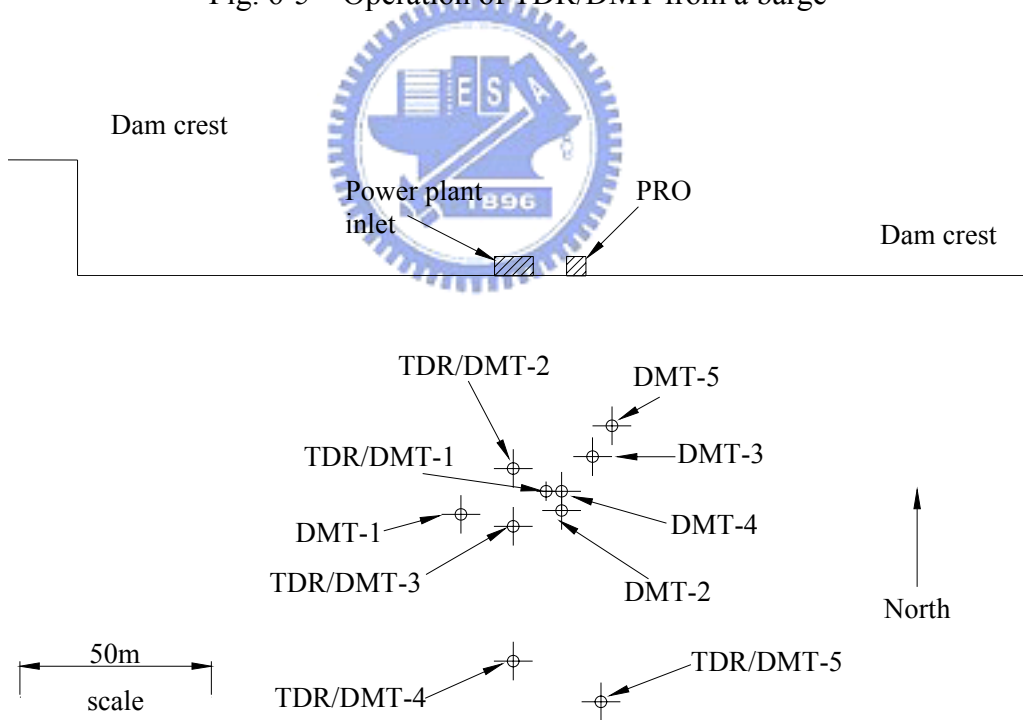 Fig. 6-5 Operation of TDR/DMT from a barge
E S A
1896
Dam crest
Power plant
inlet
PRO
Dam crest
TDR/DMT-2
DMT-5
TDR/DMT-1
DMT-3
DMT-1
DMT-4
TDR/DMT-3
DMT-2
North
50m
scale
TDR/DMT-4
TDR/DMT-5